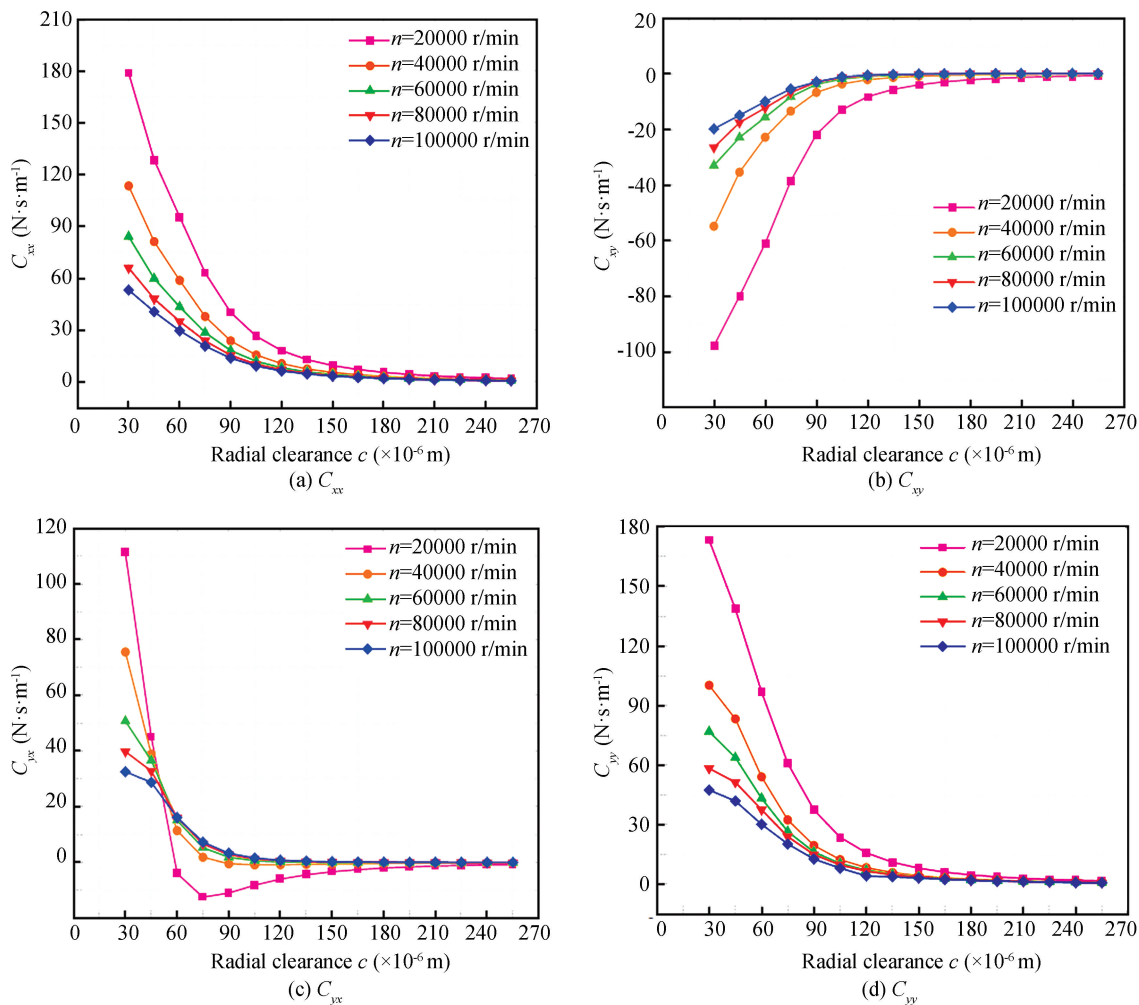 210
180
150
120
90
60
30
0
C_xx (N·s·m⁻¹)
n=20000 r/min
n=40000 r/min
n=60000 r/min
n=80000 r/min
n=100000 r/min
0 30 60 90 120 150 180 210 240 270
Radial clearance c (×10⁻⁶ m)
(a) C_xx
20
0
-20
-40
-60
-80
-100
C_xy (N·s·m⁻¹)
n=20000 r/min
n=40000 r/min
n=60000 r/min
n=80000 r/min
n=100000 r/min
0 30 60 90 120 150 180 210 240 270
Radial clearance c (×10⁻⁶ m)
(b) C_xy
120
100
80
60
40
20
0
C_yx (N·s·m⁻¹)
n=20000 r/min
n=40000 r/min
n=60000 r/min
n=80000 r/min
n=100000 r/min
0 30 60 90 120 150 180 210 240 270
Radial clearance c (×10⁻⁶ m)
(c) C_yx
180
150
120
90
60
30
0
-
C_yy (N·s·m⁻¹)
n=20000 r/min
n=40000 r/min
n=60000 r/min
n=80000 r/min
n=100000 r/min
0 30 60 90 120 150 180 210 240 270
Radial clearance c (×10⁻⁶ m)
(d) C_yy